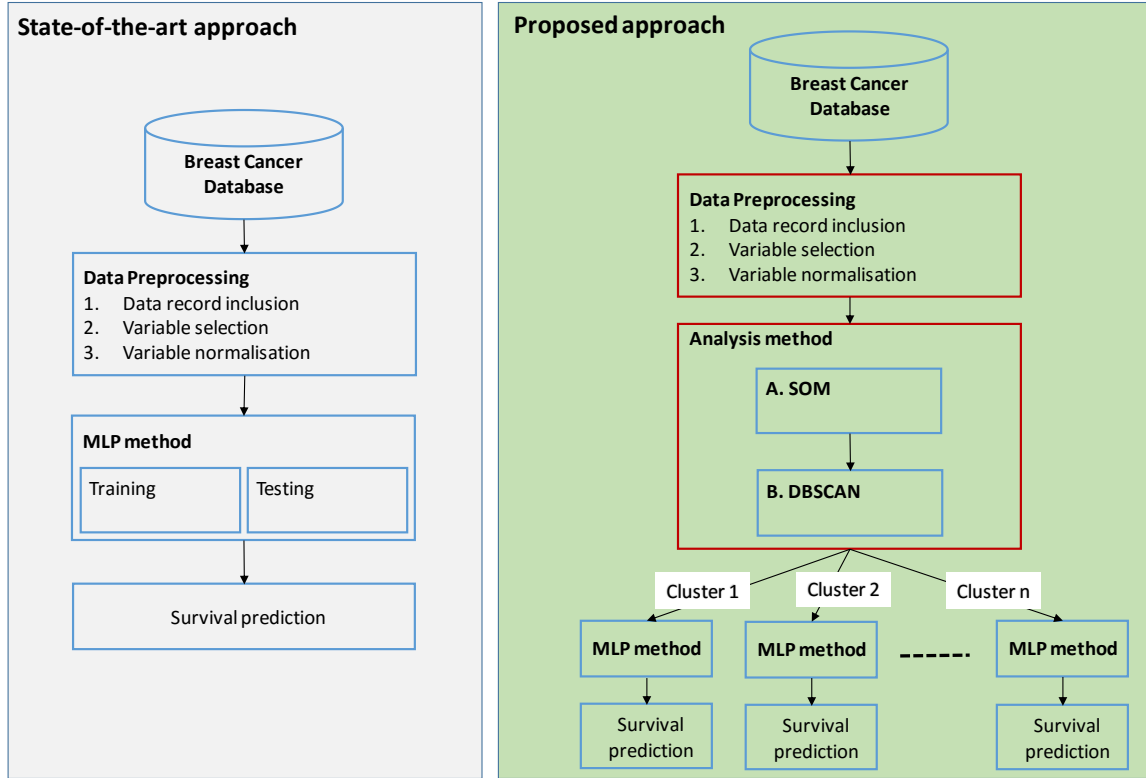 State-of-the-art approach
Breast Cancer
Database
Data Preprocessing
1. Data record inclusion
2. Variable selection
3. Variable normalisation
MLP method
Training
Testing
Survival prediction
Proposed approach
Breast Cancer
Database
Data Preprocessing
1. Data record inclusion
2. Variable selection
3. Variable normalisation
Analysis method
A. SOM
B. DBSCAN
Cluster 1
Cluster 2
Cluster n
MLP method
MLP method
MLP method
Survival
prediction
Survival
prediction
Survival
prediction